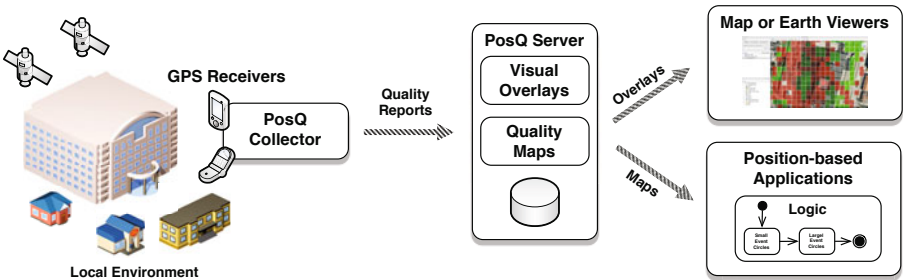 GPS Receivers
PosQ
Collector
Local Environment
Quality
Reports
PosQ Server
Visual
Overlays
Quality
Maps
Overlays
Maps
Map or Earth Viewers
Position-based
Applications
Logic
Small
Event
Circles
Larget
Event
Circles